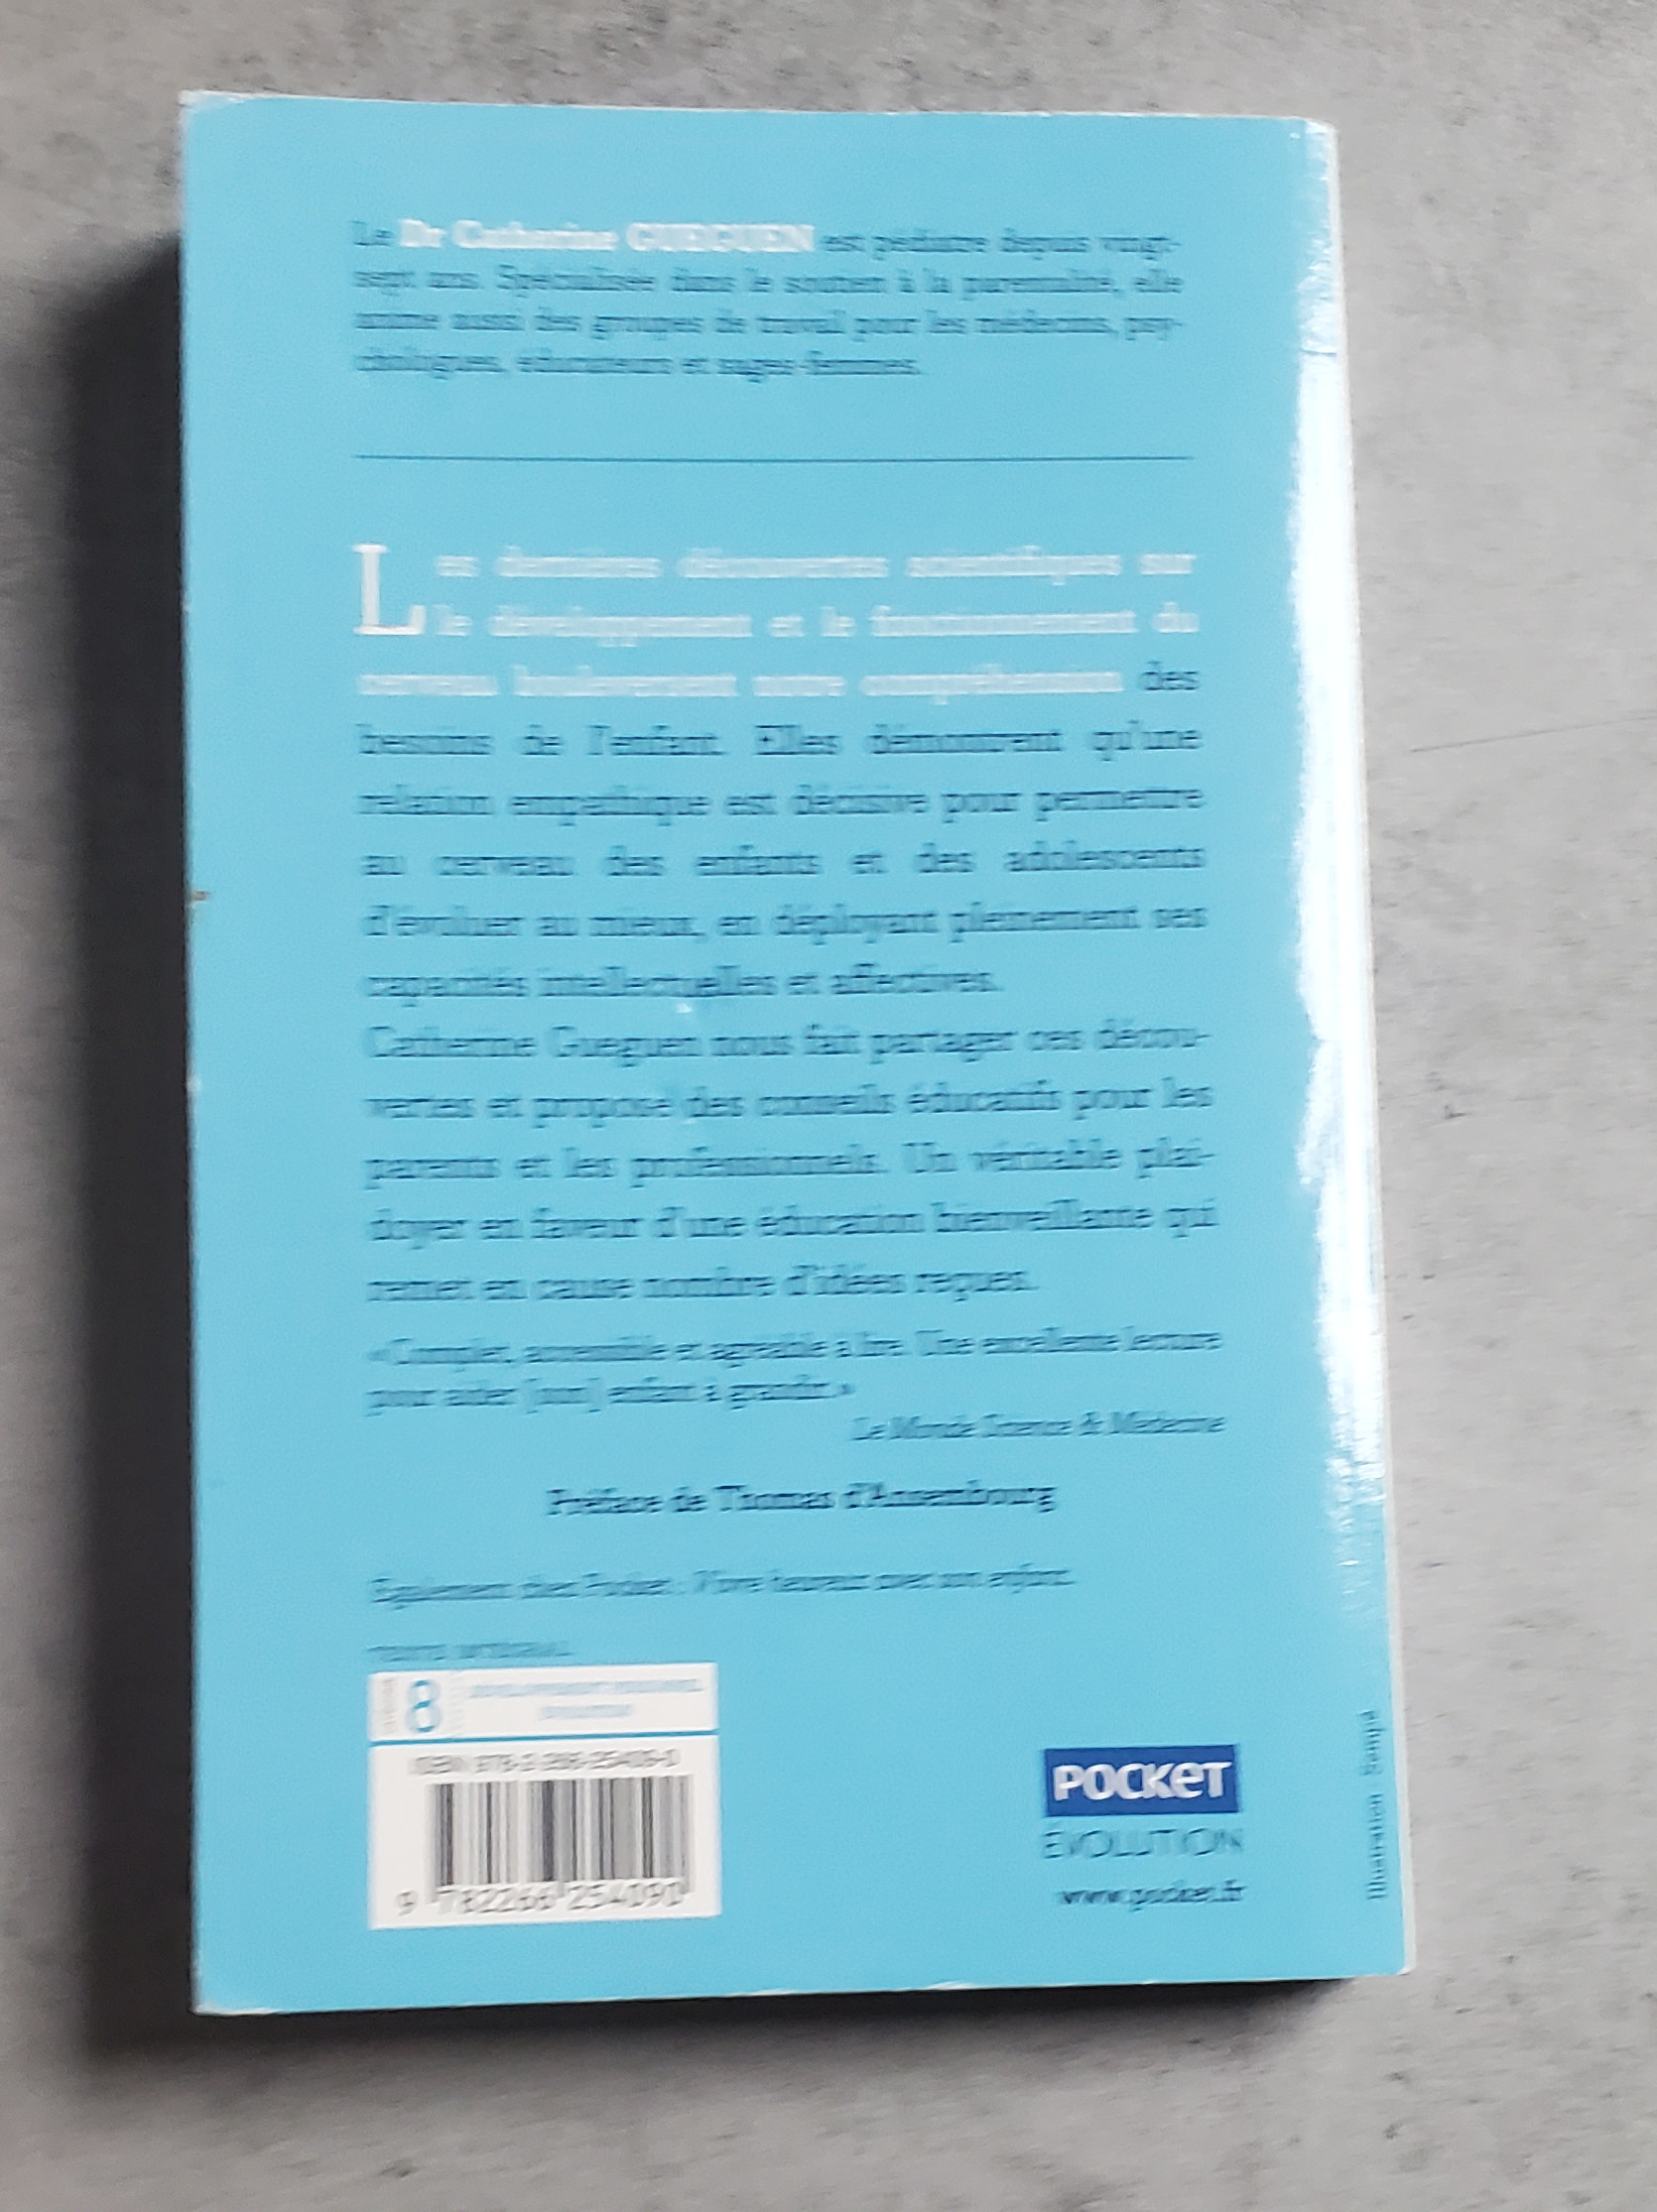 Le Dr Catherine GUEGUEN est pédiatre depuis vingt-
sept ans. Spécialisée dans le soutien à la parentalité, elle
anime aussi des groupes de travail pour les médecins, psy-
chologues, éducateurs et sages-femmes.
Les dernières découvertes scientifiques sur
le développement et le fonctionnement du
cerveau bouleversent notre compréhension des
besoins de l'enfant. Elles démontrent qu'une
relation empathique est décisive pour permettre
au cerveau des enfants et des adolescents
d'évoluer au mieux, en déployant pleinement ses
capacités intellectuelles et affectives.
Catherine Gueguen nous fait partager ces décou-
vertes et propose des conseils éducatifs pour les
parents et les professionnels. Un véritable plai-
doyer en faveur d'une éducation bienveillante qui
remet en cause nombre d'idées reçues.
«Complet, accessible et agréable à lire. Une excellente lecture
pour aider [son] enfant à grandir.»
Le Monde Science & Médecine
Préface de Thomas d'Ansembourg
Également chez Pocket : Vivre heureux avec son enfant.
TEXTE INTÉGRAL
8
ISBN 978-2-266-25409-0
9 782266 254090
POCKET
ÉVOLUTION
www.pocket.fr
Illustration Sempé